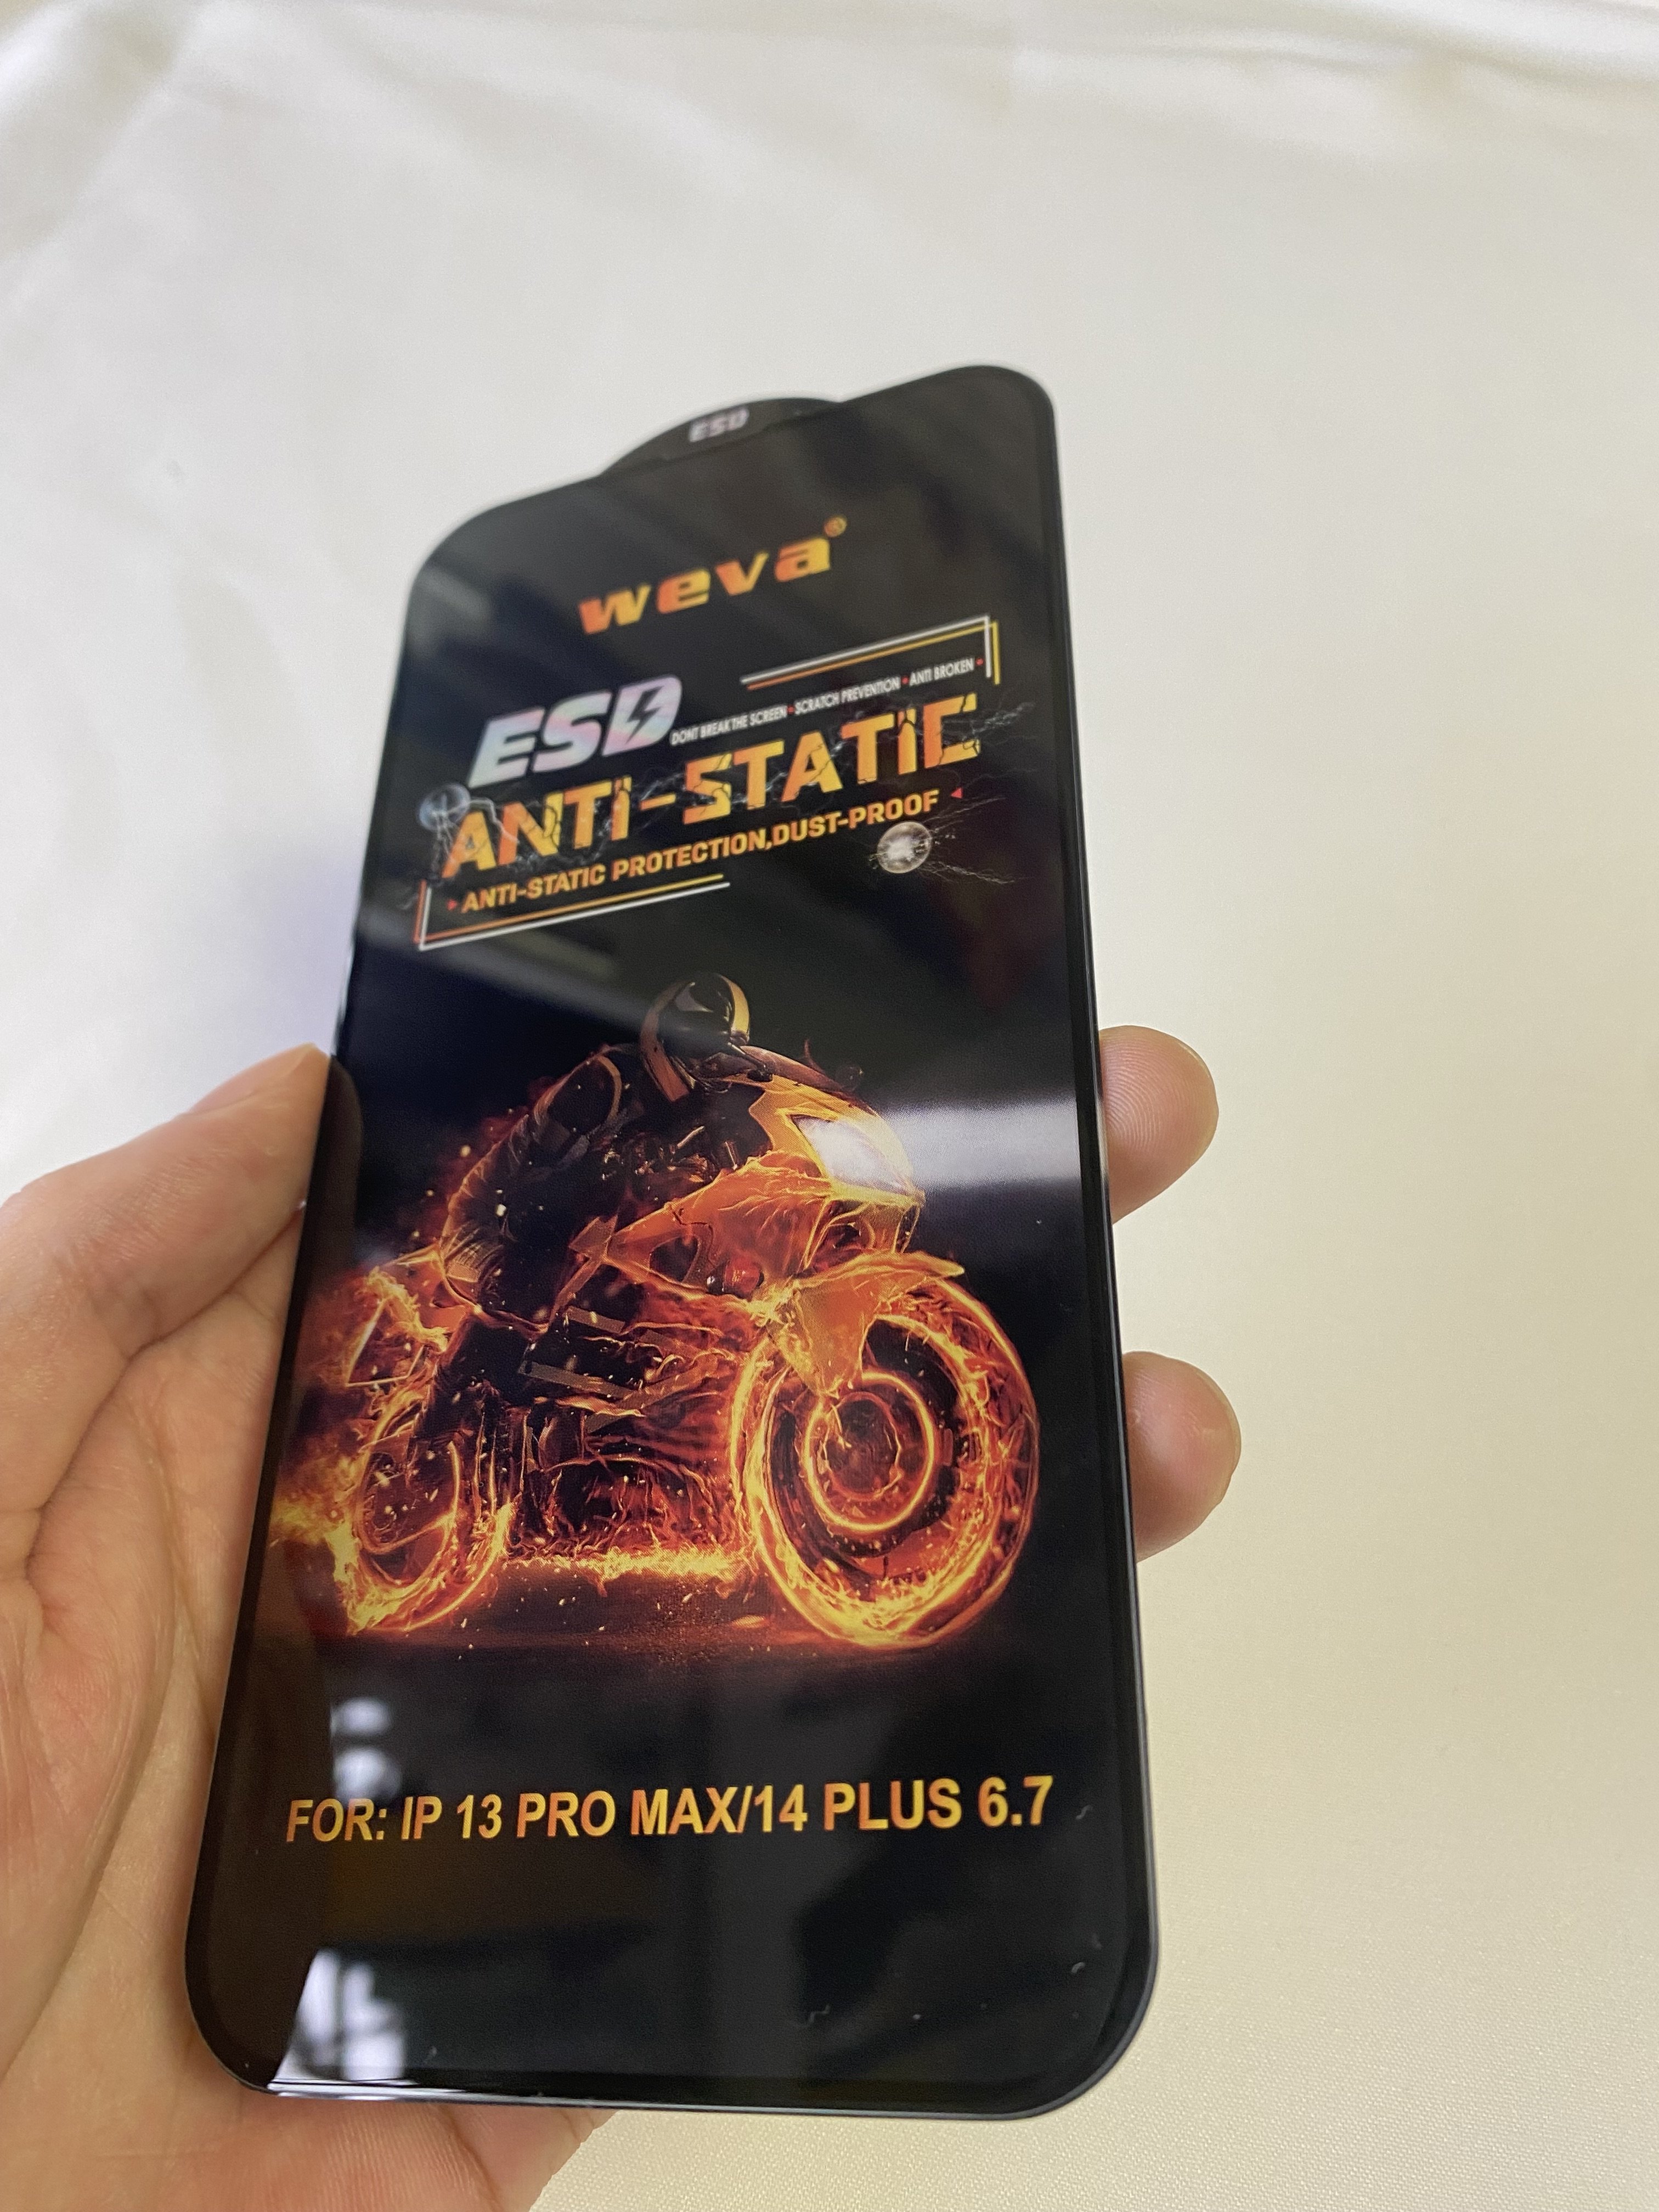 ESD
weva®
ESD
DONT BREAK THE SCREEN • SCRATCH PREVENTION • ANTI BROKEN •
ANTI-STATIC
ANTI-STATIC PROTECTION,DUST-PROOF
FOR: IP 13 PRO MAX/14 PLUS 6.7